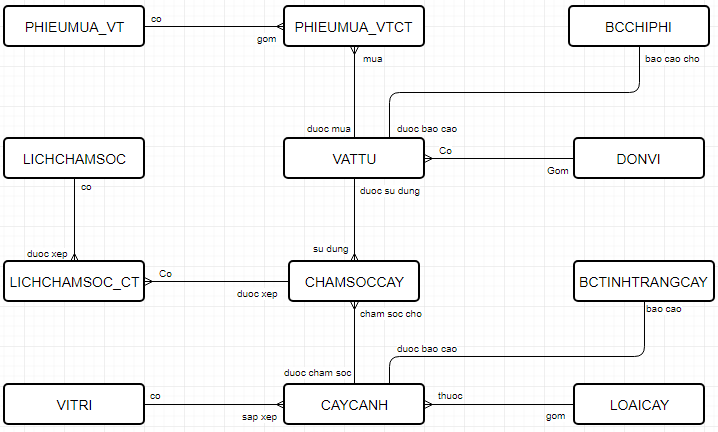 PHIEUMUA_VT
co
gom
PHIEUMUA_VTCT
BCCHIPHI
mua
bao cao cho
duoc mua
duoc bao cao
LICHCHAMSOC
VATTU
Co
Gom
DONVI
co
duoc su dung
duoc xep
su dung
LICHCHAMSOC_CT
Co
duoc xep
CHAMSOCCAY
BCTINHTRANGCAY
cham soc cho
bao cao
duoc cham soc
duoc bao cao
VITRI
co
sap xep
CAYCANH
thuoc
gom
LOAICAY